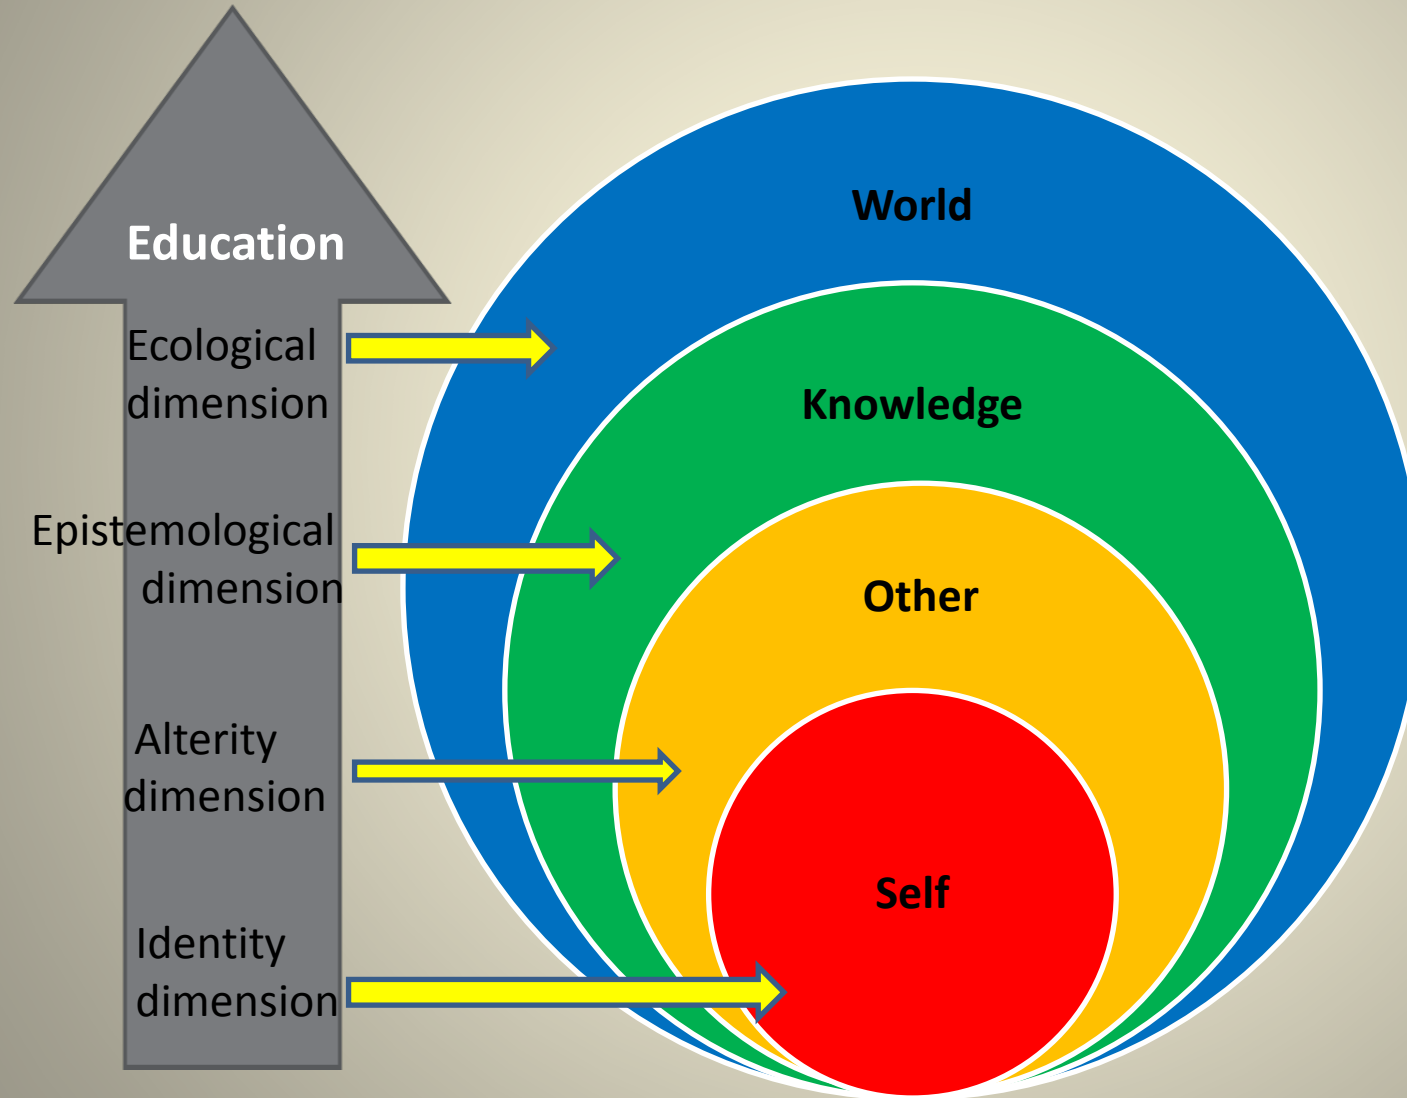 Education
Ecological
dimension
Epistemological
dimension
Alterity
dimension
Identity
dimension
World
Knowledge
Other
Self